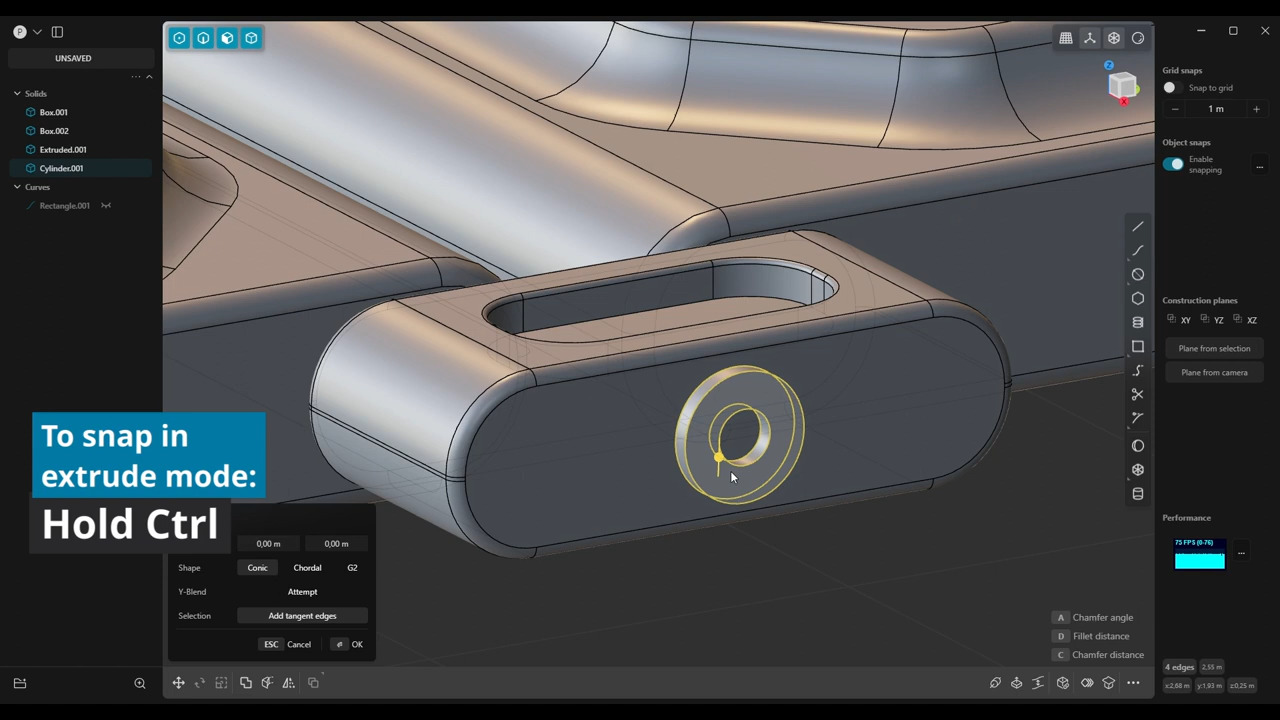 P
UNSAVED
...
Solids
Box.001
Box.002
Extruded.001
Cylinder.001
Curves
Rectangle.001
To snap in
extrude mode:
Hold Ctrl
0,00 m 0,00 m
Shape Conic Chordal G2
Y-Blend Attempt
Selection Add tangent edges
ESC Cancel OK
Z
X
A Chamfer angle
D Fillet distance
C Chamfer distance
Grid snaps
Snap to grid
1 m
Object snaps
Enable
snapping
...
Construction planes
XY YZ XZ
Plane from selection
Plane from camera
Performance
75 FPS (0-76)
...
4 edges 2,55 m
x:2,68 m y:1,93 m z:0,25 m